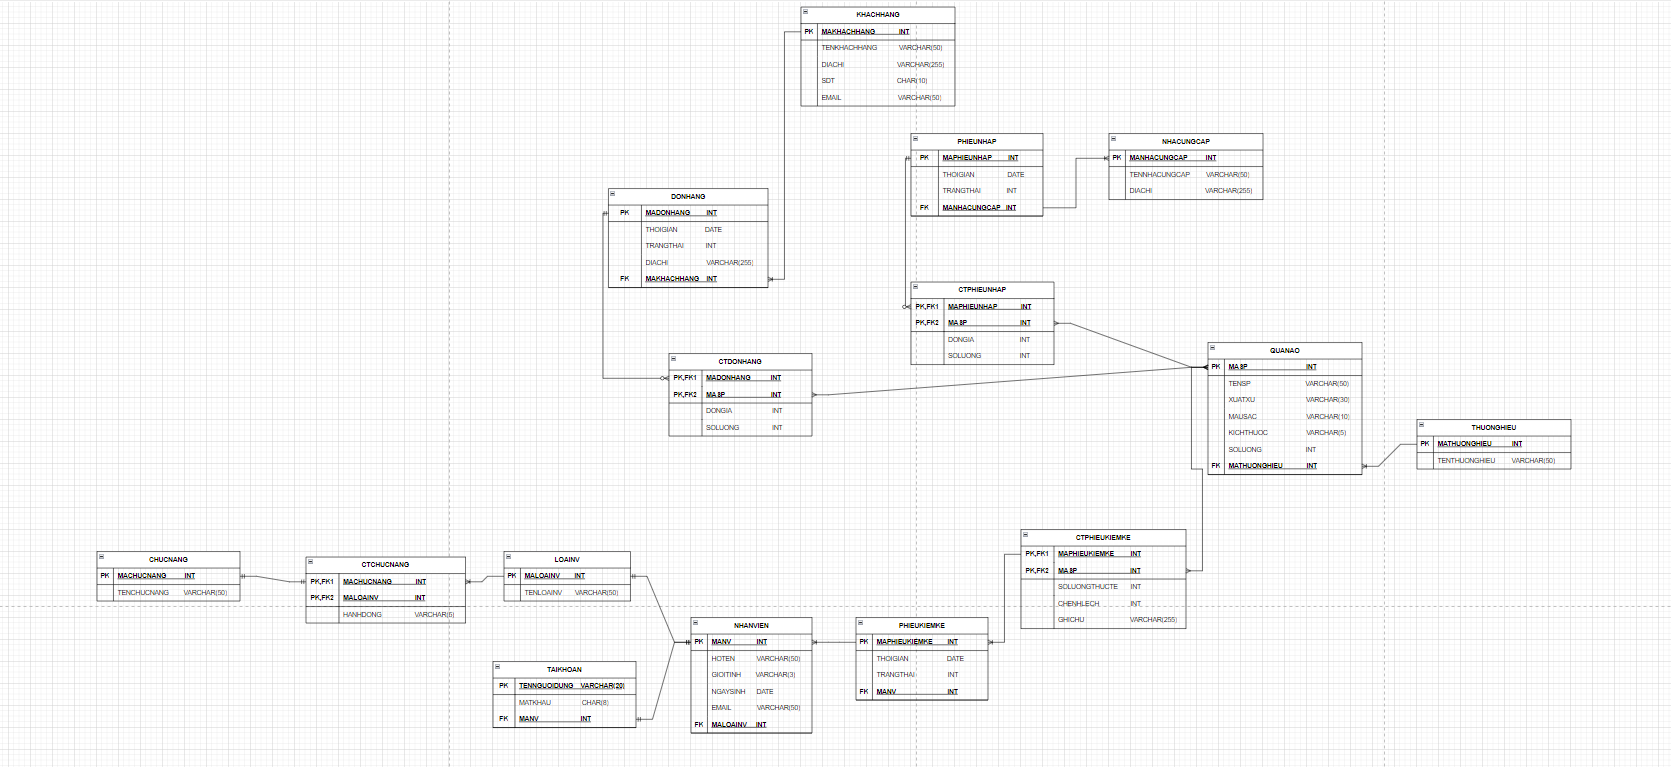 KHACHHANG
PK MAKHACHHANG INT
TENKHACHHANG VARCHAR(50)
DIACHI VARCHAR(255)
SDT CHAR(10)
EMAIL VARCHAR(50)
PHIEUNHAP
PK MAPHIEUNHAP INT
THOIGIAN DATE
TRANGTHAI INT
FK MANHACUNGCAP INT
NHACUNGCAP
PK MANHACUNGCAP INT
TENNHACUNGCAP VARCHAR(50)
DIACHI VARCHAR(255)
DONHANG
PK MADONHANG INT
THOIGIAN DATE
TRANGTHAI INT
DIACHI VARCHAR(255)
FK MAKHACHHANG INT
CTPHIEUNHAP
PK,FK1 MAPHIEUNHAP INT
PK,FK2 MASP INT
DONGIA INT
SOLUONG INT
CTDONHANG
PK,FK1 MADONHANG INT
PK,FK2 MASP INT
DONGIA INT
SOLUONG INT
QUANAO
PK MASP INT
TENSP VARCHAR(50)
XUATXU VARCHAR(30)
MAUSAC VARCHAR(10)
KICHTHUOC VARCHAR(5)
SOLUONG INT
FK MATHUONGHIEU INT
THUONGHIEU
PK MATHUONGHIEU INT
TENTHUONGHIEU VARCHAR(50)
CHUCNANG
PK MACHUCNANG INT
TENCHUCNANG VARCHAR(50)
CTCHUCNANG
PK,FK1 MACHUCNANG INT
PK,FK2 MALOAINV INT
HANHDONG VARCHAR(6)
LOAINV
PK MALOAINV INT
TENLOAINV VARCHAR(50)
CTPHIEUKIEMKE
PK,FK1 MAPHIEUKIEMKE INT
PK,FK2 MASP INT
SOLUONGTHUCTE INT
CHENHLECH INT
GHICHU VARCHAR(255)
TAIKHOAN
PK TENNGUOIDUNG VARCHAR(20)
MATKHAU CHAR(8)
FK MANV INT
NHANVIEN
PK MANV INT
HOTEN VARCHAR(50)
GIOITINH VARCHAR(3)
NGAYSINH DATE
EMAIL VARCHAR(50)
FK MALOAINV INT
PHIEUKIEMKE
PK MAPHIEUKIEMKE INT
THOIGIAN DATE
TRANGTHAI INT
FK MANV INT